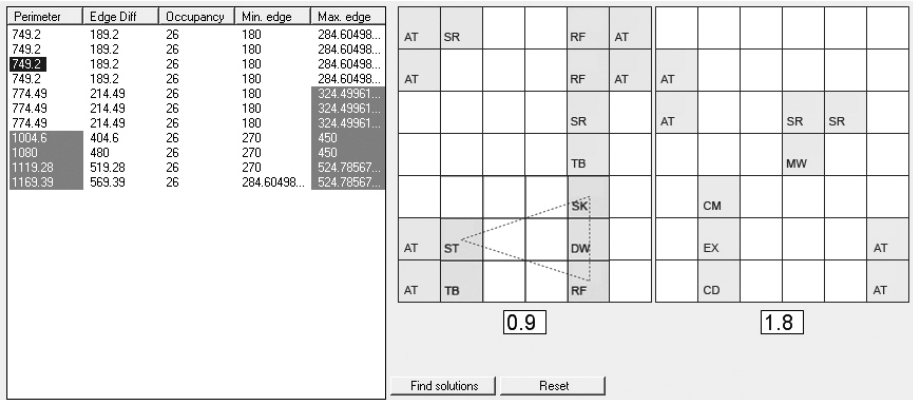 Perimeter Edge Diff Occupancy Min. edge Max. edge
749.2 189.2 26 180 284.60498...
749.2 189.2 26 180 284.60498...
749.2 189.2 26 180 284.60498...
749.2 189.2 26 180 284.60498...
774.49 214.49 26 180 324.49961...
774.49 214.49 26 180 324.49961...
774.49 214.49 26 180 324.49961...
1004.6 404.6 26 270 450
1080 480 26 270 450
1119.28 519.28 26 270 524.78567...
1169.39 569.39 26 284.60498... 524.78567...
AT SR RF AT
AT RF AT
SR
TB
SK
AT ST DW
AT TB RF
0.9
AT
AT SR SR
MW
CM
EX AT
CD AT
1.8
Find solutions Reset